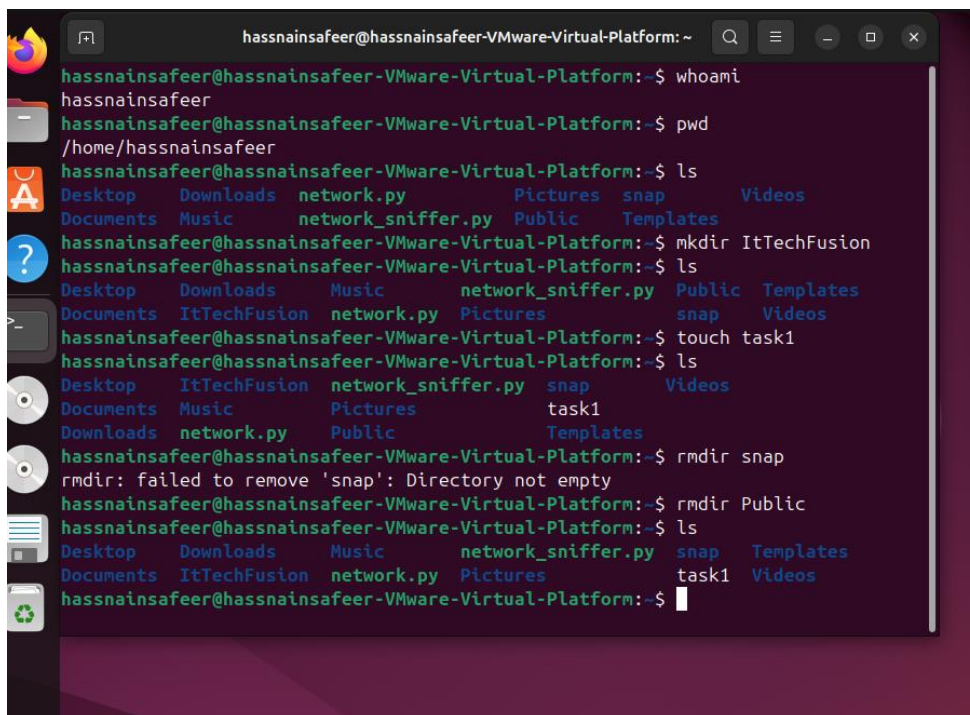 hassnainsafeer@hassnainsafeer-VMware-Virtual-Platform: ~
hassnainsafeer@hassnainsafeer-VMware-Virtual-Platform:~$ whoami
hassnainsafeer
hassnainsafeer@hassnainsafeer-VMware-Virtual-Platform:~$ pwd
/home/hassnainsafeer
hassnainsafeer@hassnainsafeer-VMware-Virtual-Platform:~$ ls
Desktop Downloads network.py Pictures snap Videos
Documents Music network_sniffer.py Public Templates
hassnainsafeer@hassnainsafeer-VMware-Virtual-Platform:~$ mkdir ItTechFusion
hassnainsafeer@hassnainsafeer-VMware-Virtual-Platform:~$ ls
Desktop Downloads Music network_sniffer.py Public Templates
Documents ItTechFusion network.py Pictures snap Videos
hassnainsafeer@hassnainsafeer-VMware-Virtual-Platform:~$ touch task1
hassnainsafeer@hassnainsafeer-VMware-Virtual-Platform:~$ ls
Desktop ItTechFusion network_sniffer.py snap Videos
Documents Music Pictures task1
Downloads network.py Public Templates
hassnainsafeer@hassnainsafeer-VMware-Virtual-Platform:~$ rmdir snap
rmdir: failed to remove 'snap': Directory not empty
hassnainsafeer@hassnainsafeer-VMware-Virtual-Platform:~$ rmdir Public
hassnainsafeer@hassnainsafeer-VMware-Virtual-Platform:~$ ls
Desktop Downloads Music network_sniffer.py snap Templates
Documents ItTechFusion network.py Pictures task1 Videos
hassnainsafeer@hassnainsafeer-VMware-Virtual-Platform:~$